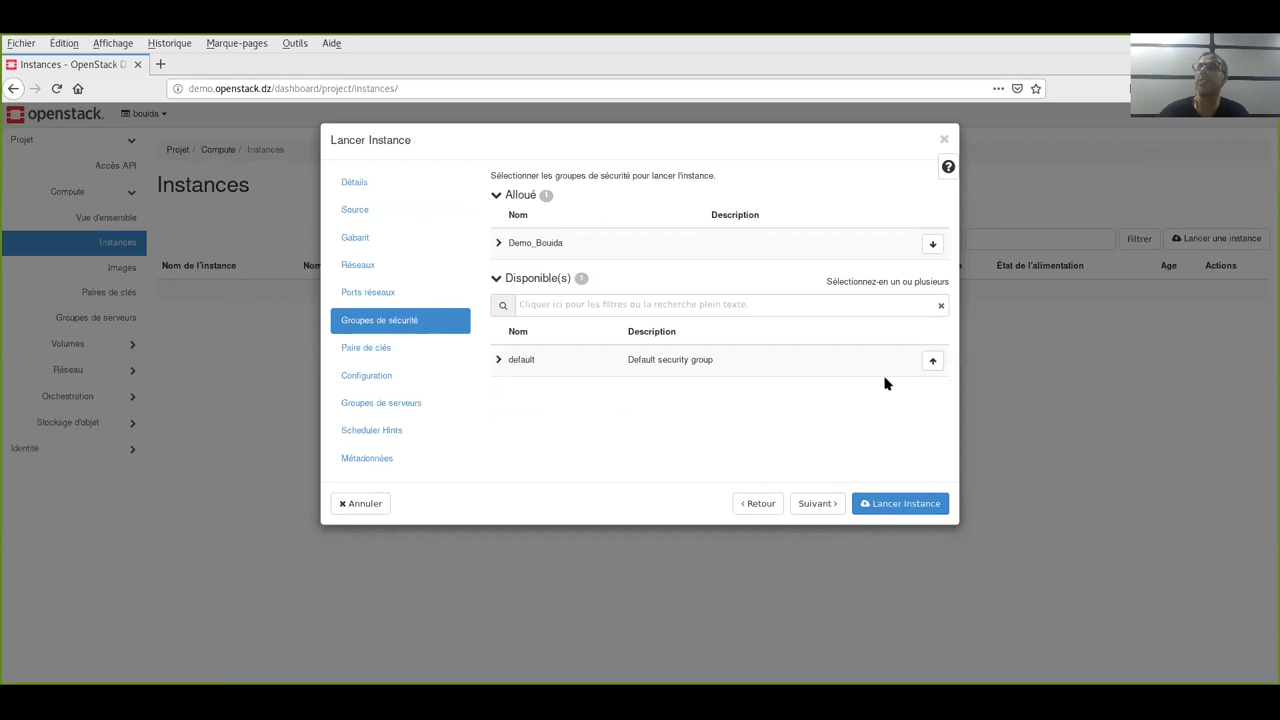 Fichier Édition Affichage Historique Marque-pages Outils Aide
Instances - OpenStack D
demo.openstack.dz/dashboard/project/instances/
openstack. bouida
Projet
Accès API
Compute
Vue d'ensemble
Instances
Images
Paires de clés
Groupes de serveurs
Volumes
Réseau
Orchestration
Stockage d'objet
Identité
Projet / Compute / Instances
Instances
Filtrer Lancer une instance
Nom de l'instance État de l'alimentation Age Actions
Lancer Instance
Détails
Source
Gabarit
Réseaux
Ports réseaux
Groupes de sécurité
Paire de clés
Configuration
Groupes de serveurs
Scheduler Hints
Métadonnées
Sélectionner les groupes de sécurité pour lancer l'instance.
Alloué 1
Nom Description
Demo_Bouida
Disponible(s) 1
Sélectionnez-en un ou plusieurs
Cliquer ici pour les filtres ou la recherche plein texte.
Nom Description
default Default security group
Annuler < Retour Suivant > Lancer Instance